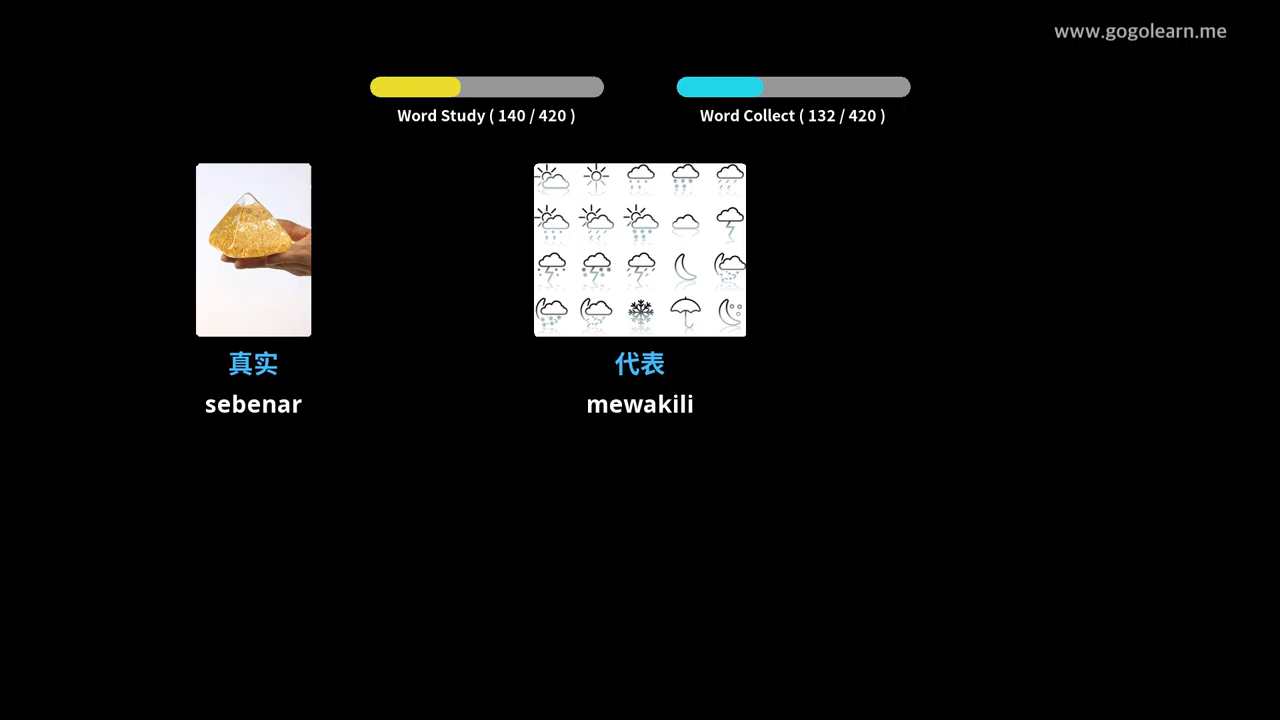 www.gogolearn.me
Word Study ( 140 / 420 )
Word Collect ( 132 / 420 )
真实
代表
sebenar
mewakili